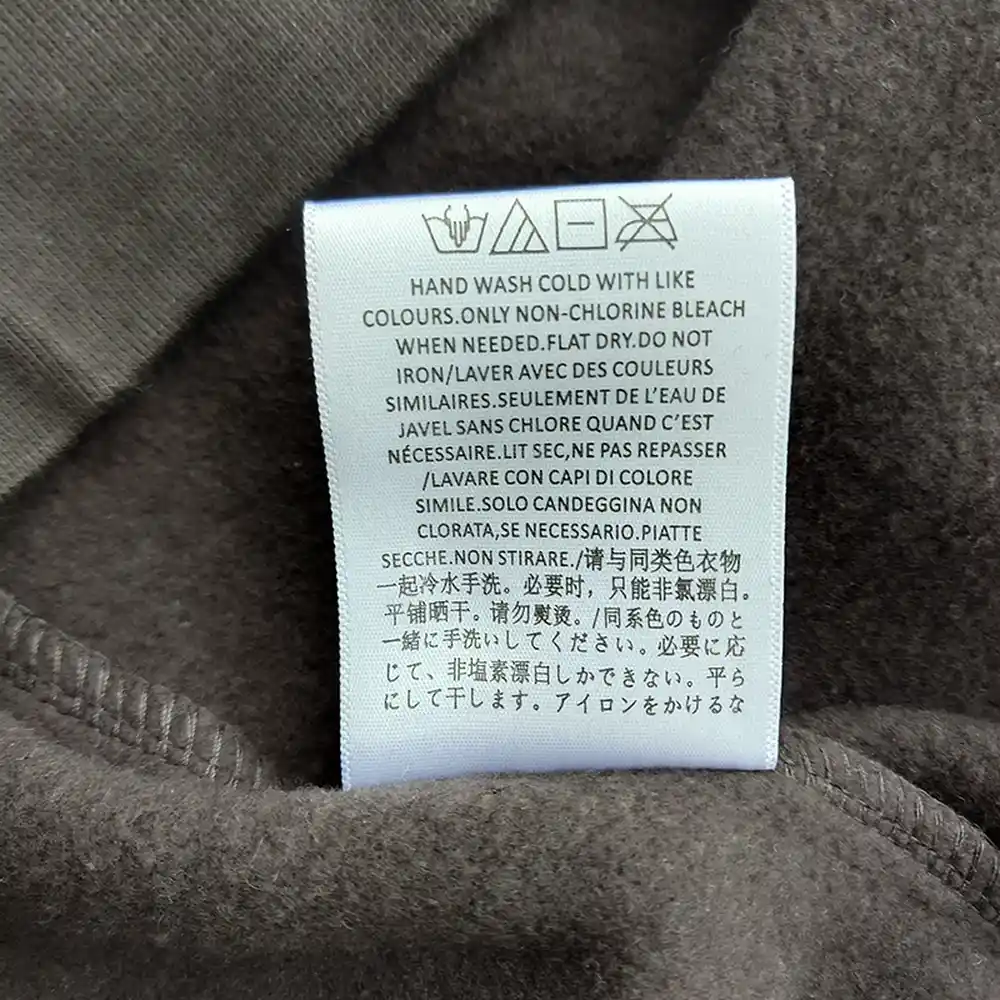 HAND WASH COLD WITH LIKE
COLOURS.ONLY NON-CHLORINE BLEACH
WHEN NEEDED.FLAT DRY.DO NOT
IRON/LAVER AVEC DES COULEURS
SIMILAIRES.SEULEMENT DE L'EAU DE
JAVEL SANS CHLORE QUAND C'EST
NÉCESSAIRE.LIT SEC,NE PAS REPASSER
/LAVARE CON CAPI DI COLORE
SIMILE.SOLO CANDEGGINA NON
CLORATA,SE NECESSARIO.PIATTE
SECCHE.NON STIRARE./请与同类色衣物
一起冷水手洗。必要时，只能非氯漂白。
平铺晒干。请勿熨烫。/同系色のものと
一緒に手洗いしてください。必要に応
じて、非塩素漂白しかできない。平ら
にして干します。アイロンをかけるな